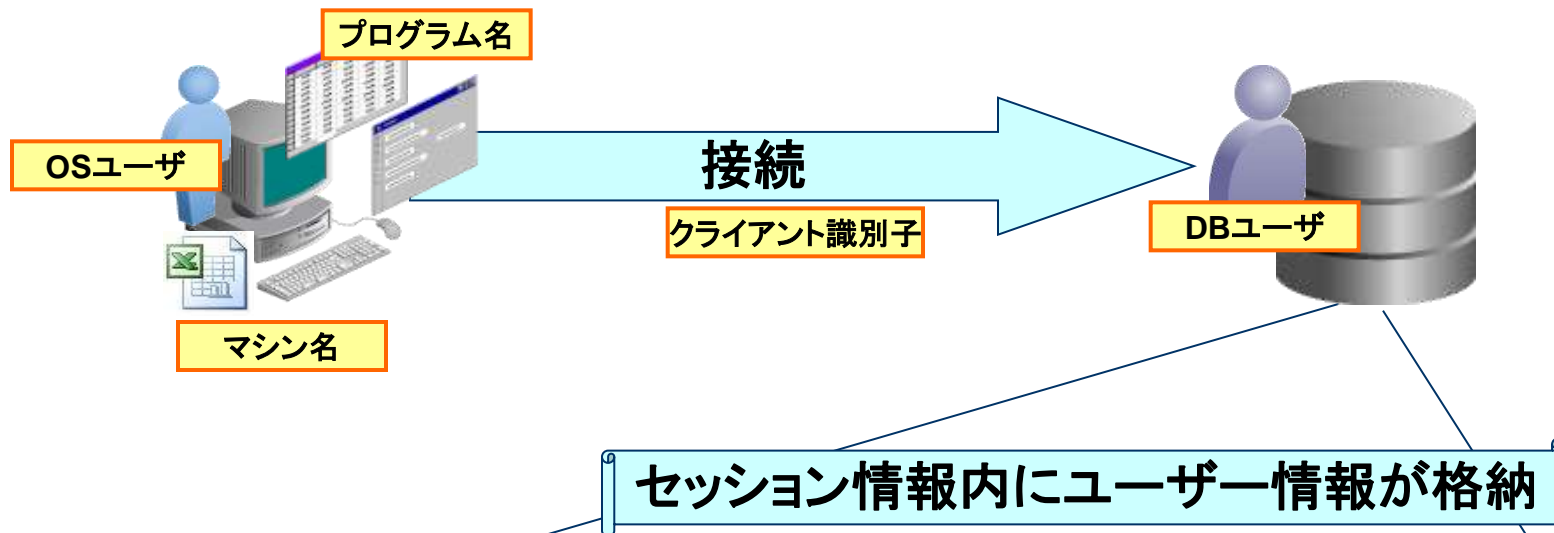 プログラム名
OSユーザ
接続
クライアント識別子
DBユーザ
マシン名
セッション情報内にユーザー情報が格納